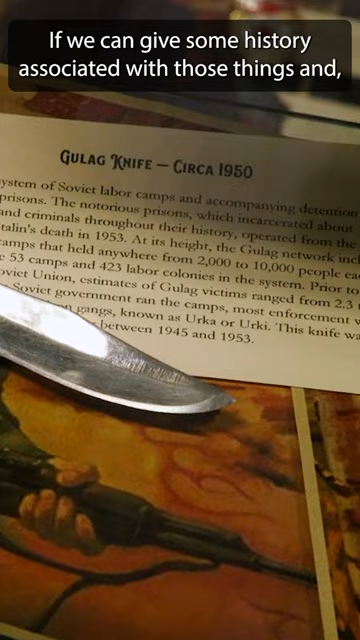 If we can give some history
associated with those things and,
GULAG KNIFE – CIRCA 1950
ystem of Soviet labor camps and accompanying detention
prisons. The notorious prisons, which incarcerated about
and criminals throughout their history, operated from the
talin's death in 1953. At its height, the Gulag network incl
camps that held anywhere from 2,000 to 10,000 people ea
e 53 camps and 423 labor colonies in the system. Prior to
oviet Union, estimates of Gulag victims ranged from 2.3
Soviet government ran the camps, most enforcement w
gangs, known as Urka or Urki. This knife wa
between 1945 and 1953.